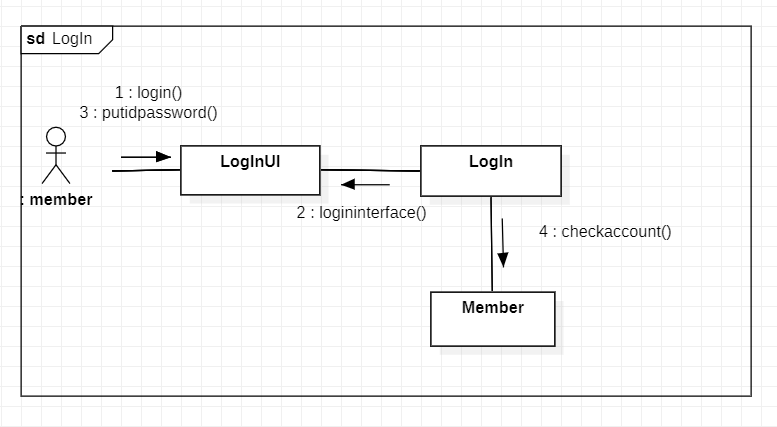 sd LogIn
1 : login()
3 : putidpassword()
LogInUI
LogIn
: member
2 : logininterface()
4 : checkaccount()
Member